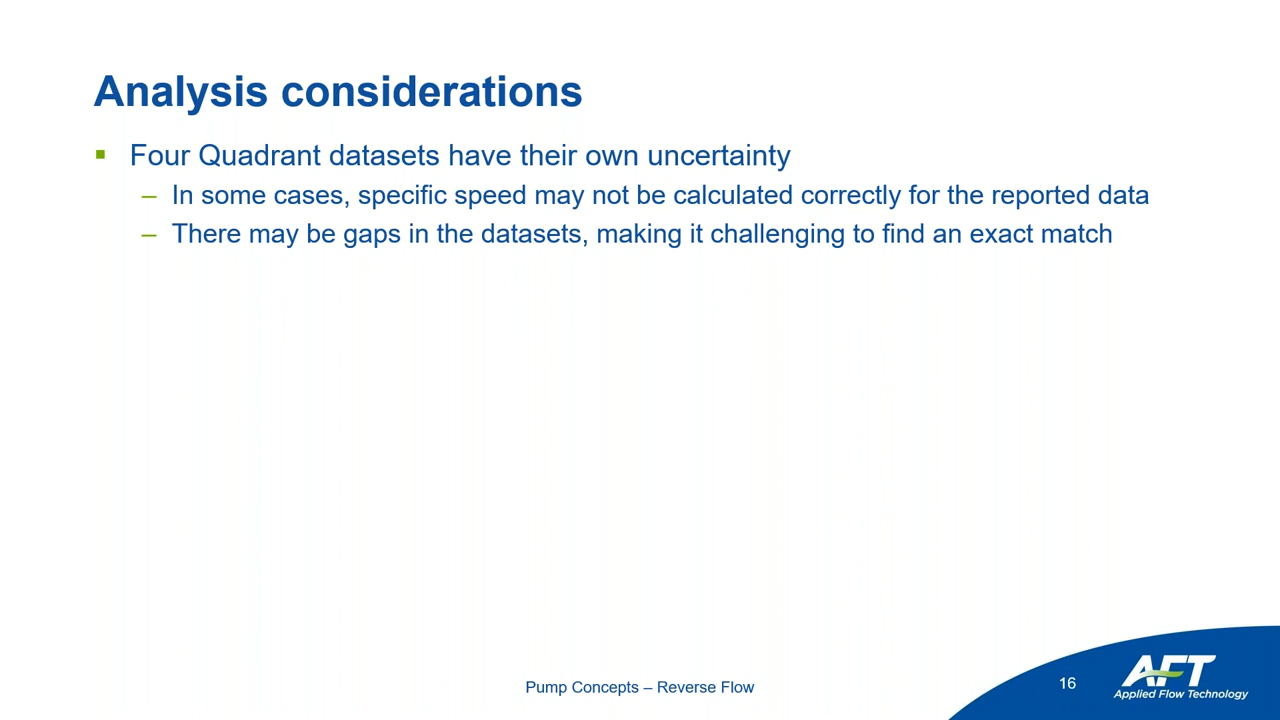 Analysis considerations
▪ Four Quadrant datasets have their own uncertainty
– In some cases, specific speed may not be calculated correctly for the reported data
– There may be gaps in the datasets, making it challenging to find an exact match
Pump Concepts – Reverse Flow
16
AFT
Applied Flow Technology